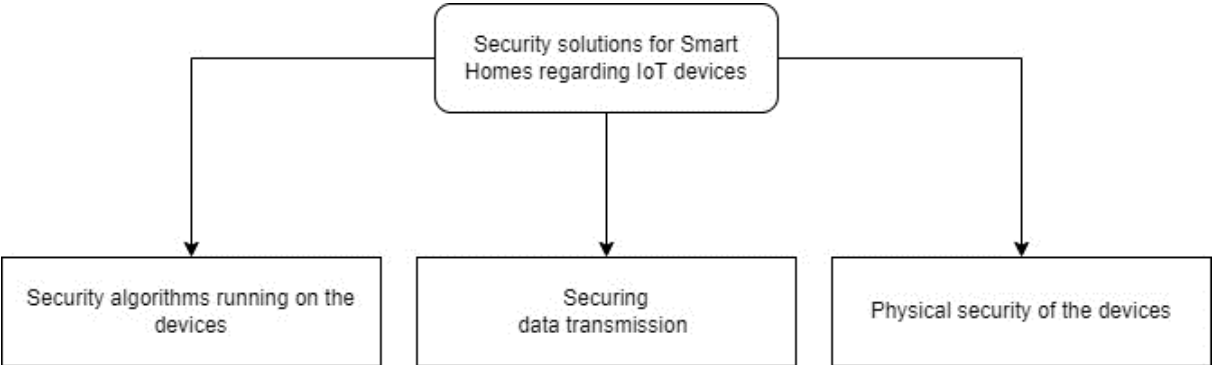 Security solutions for Smart
Homes regarding IoT devices
Security algorithms running on the
devices
Securing
data transmission
Physical security of the devices